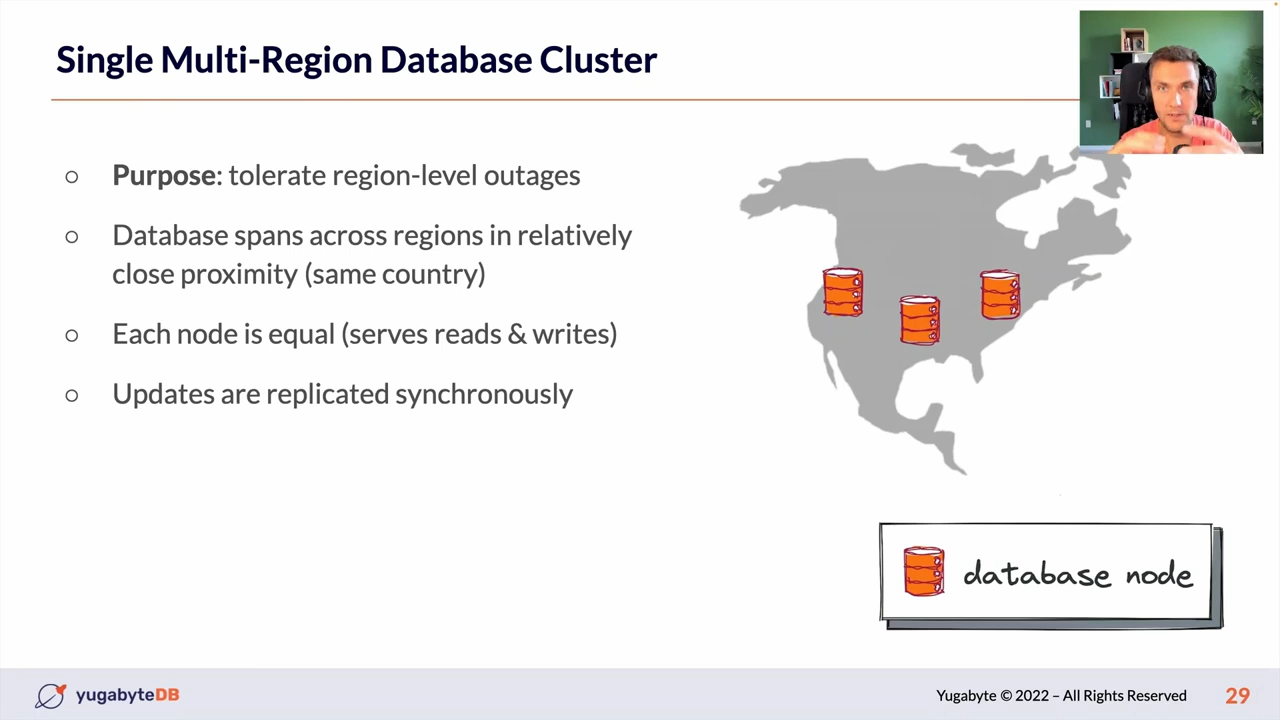 Single Multi-Region Database Cluster
○ Purpose: tolerate region-level outages
○ Database spans across regions in relatively
close proximity (same country)
○ Each node is equal (serves reads & writes)
○ Updates are replicated synchronously
database node
yugabyteDB
Yugabyte © 2022 – All Rights Reserved
29